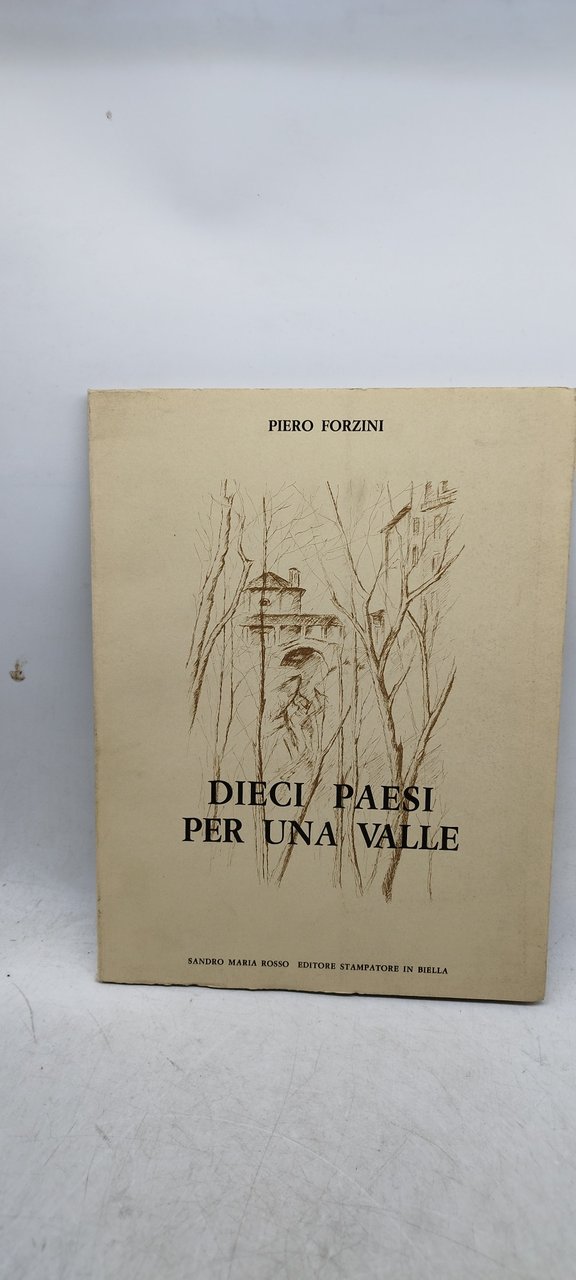 PIERO FORZINI
DIECI PAESI
PER UNA VALLE
SANDRO MARIA ROSSO EDITORE STAMPATORE IN BIELLA